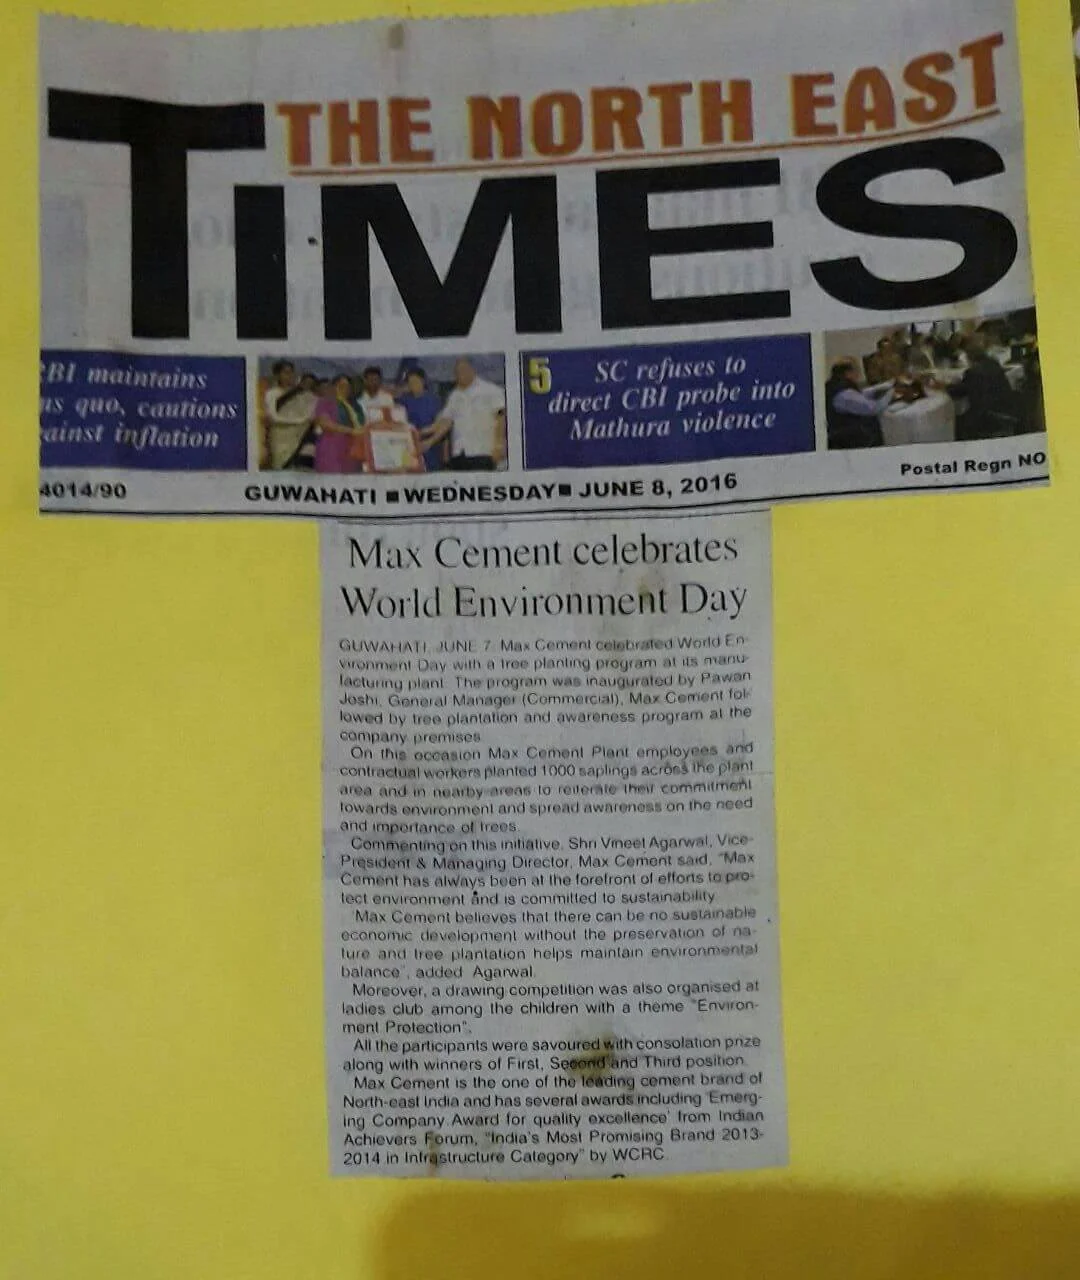 THE NORTH EAST
TIMES
BI maintains
us quo, cautions
ainst inflation
5 SC refuses to
direct CBI probe into
Mathura violence
4014/90
GUWAHATI ■ WEDNESDAY ■ JUNE 8, 2016
Postal Regn NO
Max Cement celebrates
World Environment Day
GUWAHATI, JUNE 7: Max Cement celebrated World En-
vironment Day with a tree planting program at its manu-
facturing plant. The program was inaugurated by Pawan
Joshi, General Manager (Commercial), Max Cement fol-
lowed by tree plantation and awareness program at the
company premises.
On this occasion Max Cement Plant employees and
contractual workers planted 1000 saplings across the plant
area and in nearby areas to reiterate their commitment
towards environment and spread awareness on the need
and importance of trees.
Commenting on this initiative, Shri Vineet Agarwal, Vice-
President & Managing Director, Max Cement said, "Max
Cement has always been at the forefront of efforts to pro-
tect environment and is committed to sustainability.
'Max Cement believes that there can be no sustainable
economic development without the preservation of na-
ture and tree plantation helps maintain environmental
balance", added Agarwal.
Moreover, a drawing competition was also organised at
ladies club among the children with a theme "Environ-
ment Protection".
All the participants were savoured with consolation prize
along with winners of First, Second and Third position.
Max Cement is the one of the leading cement brand of
North-east India and has several awards including 'Emerg-
ing Company Award for quality excellence' from Indian
Achievers Forum, "India's Most Promising Brand 2013-
2014 in Infrastructure Category" by WCRC.